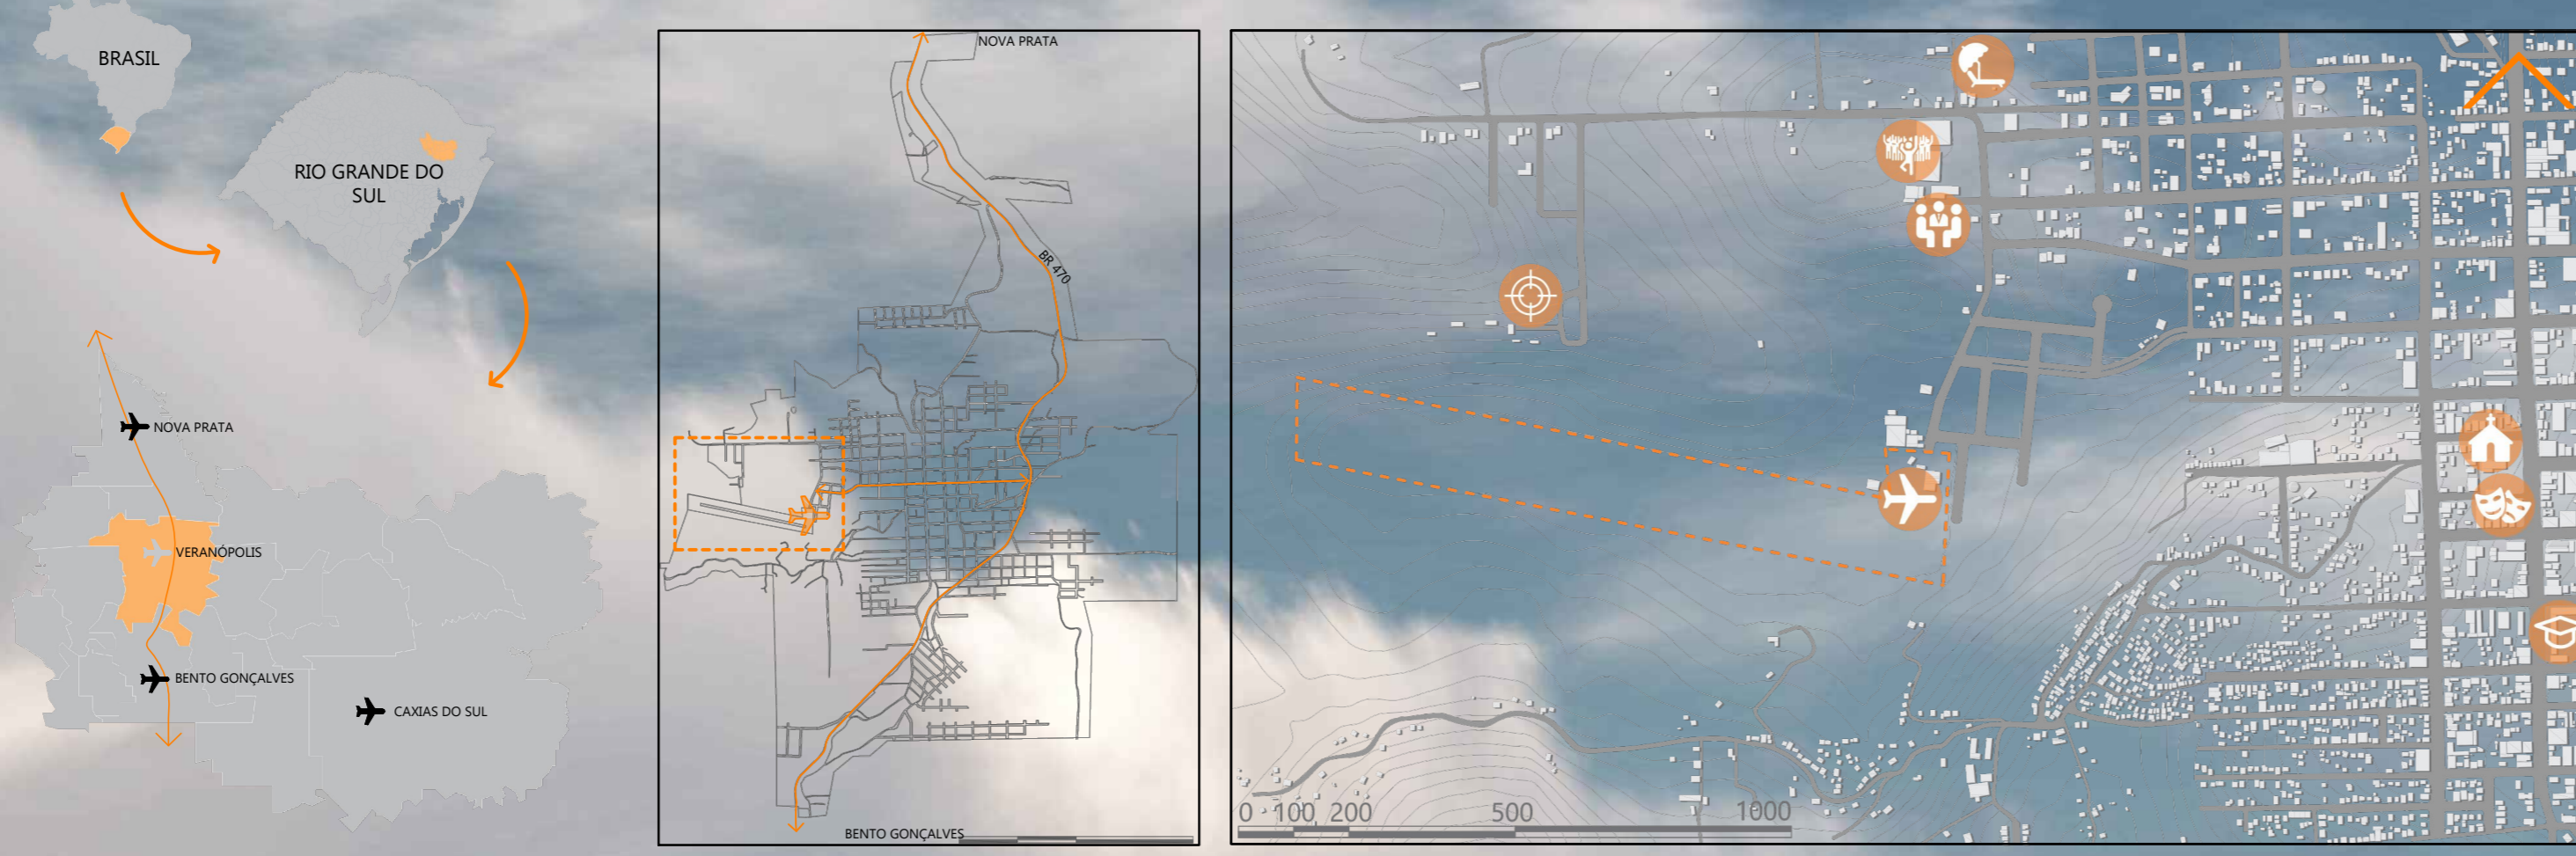 BRASIL
RIO GRANDE DO
SUL
NOVA PRATA
VERANÓPOLIS
BENTO GONÇALVES
CAXIAS DO SUL
NOVA PRATA
BR 470
BENTO GONÇALVES
0 100 200 500 1000